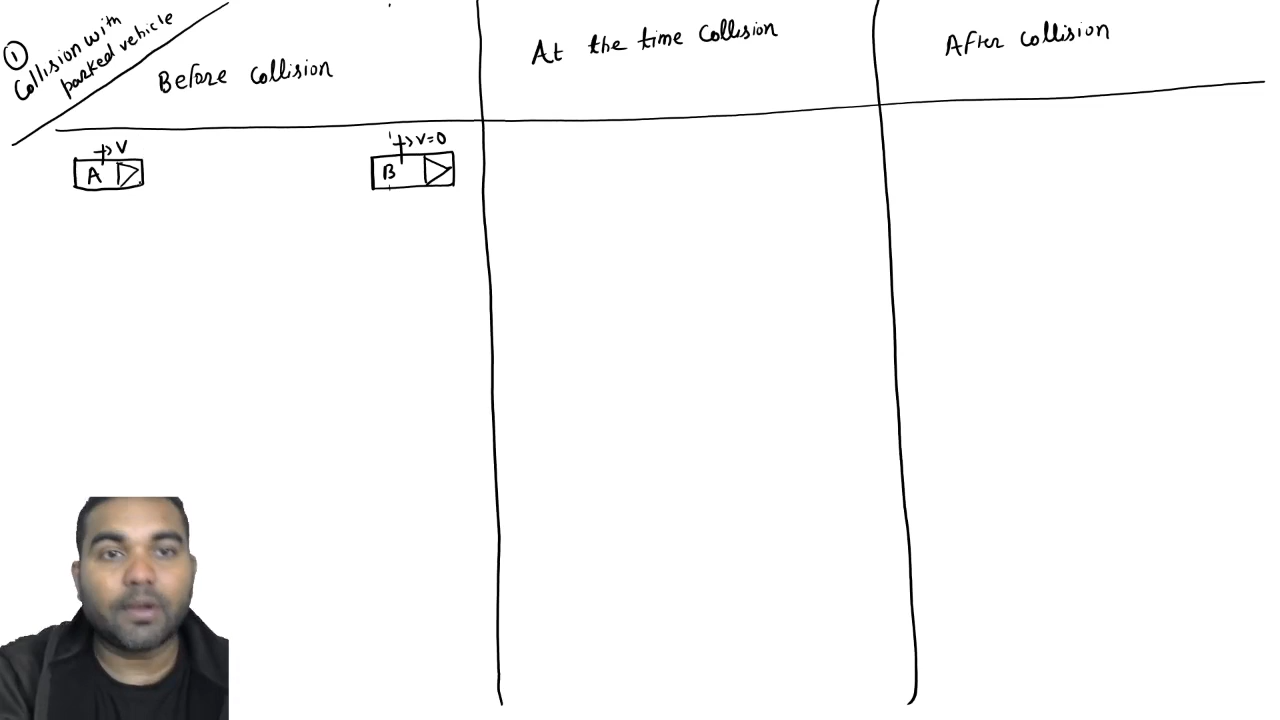 ①
Collision with
parked vehicle
Before collision
At the time collision
After collision
A
→ V
B
→ V=0